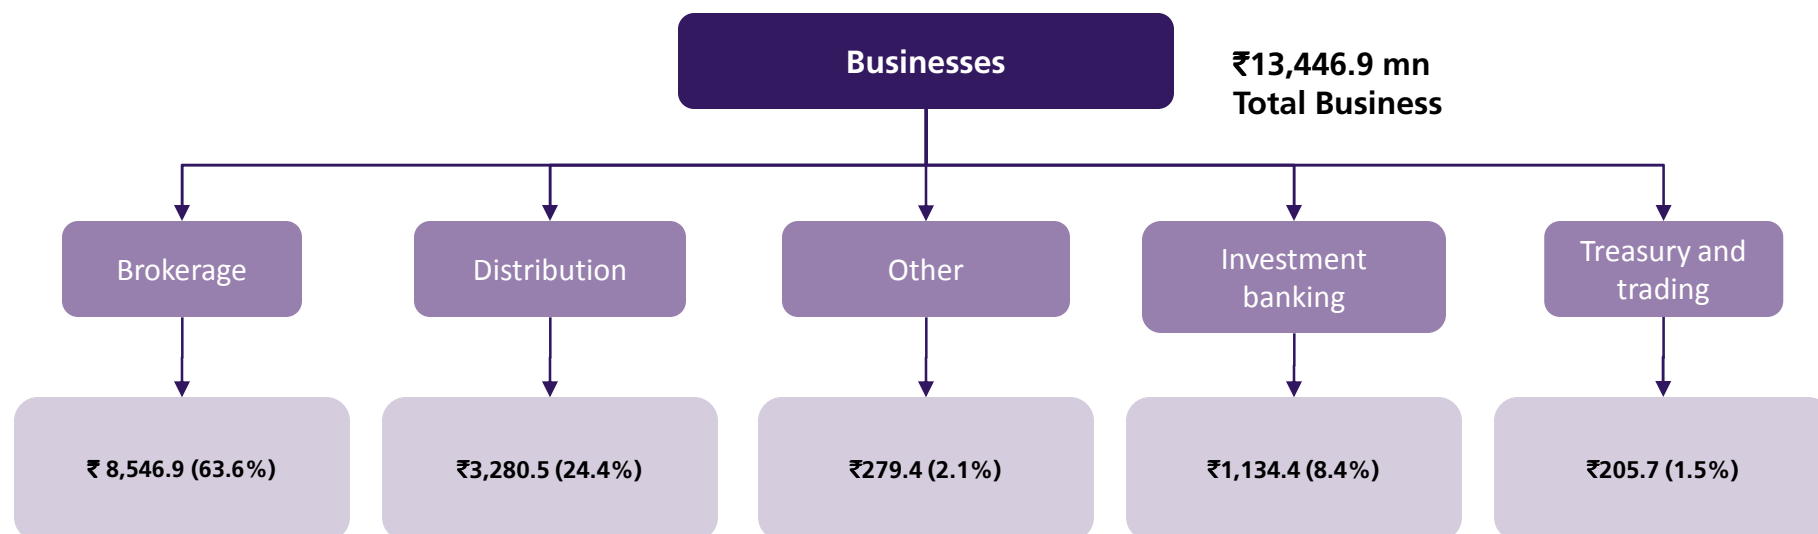 Businesses
₹13,446.9 mn
Total Business
Brokerage
Distribution
Other
Investment
banking
Treasury and
trading
₹ 8,546.9 (63.6%)
₹3,280.5 (24.4%)
₹279.4 (2.1%)
₹1,134.4 (8.4%)
₹205.7 (1.5%)